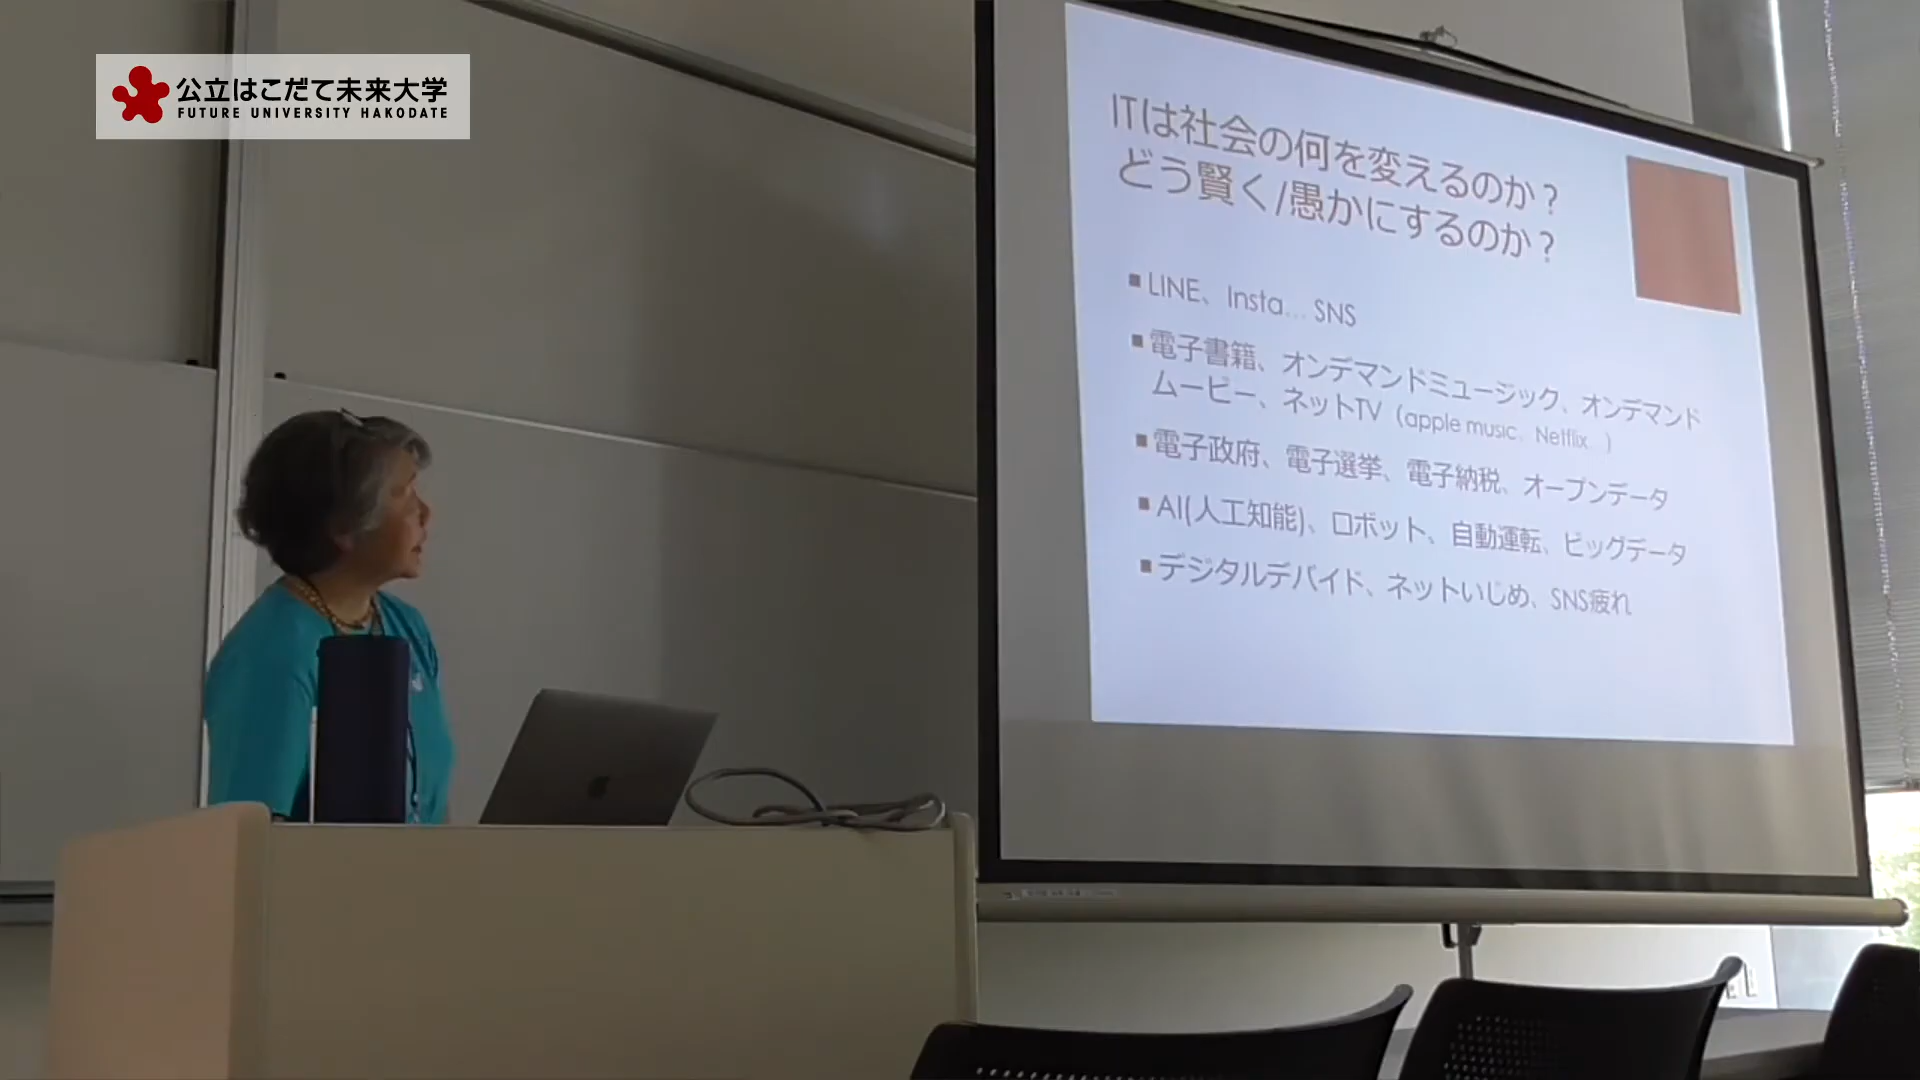 公立はこだて未来大学
FUTURE UNIVERSITY HAKODATE
ITは社会の何を変えるのか？
どう賢く/愚かにするのか？
■LINE、Insta… SNS
■電子書籍、オンデマンドミュージック、オンデマンド
ムービー、ネットTV（apple music、Netflix…）
■電子政府、電子選挙、電子納税、オープンデータ
■AI(人工知能)、ロボット、自動運転、ビッグデータ
■デジタルデバイド、ネットいじめ、SNS疲れ